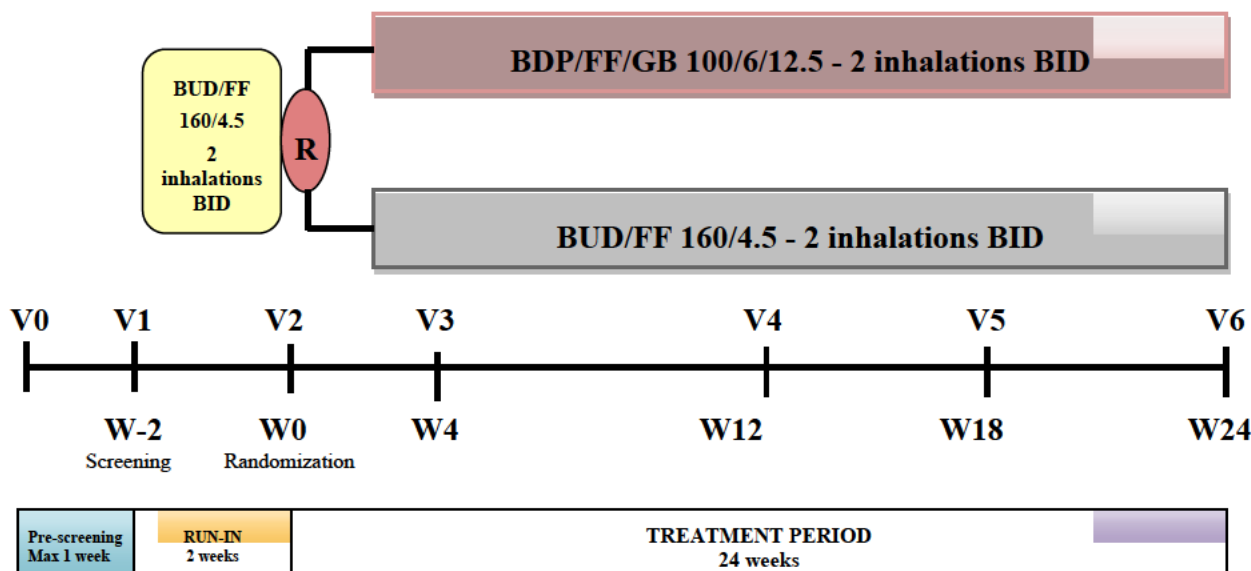 BDP/FF/GB 100/6/12.5 - 2 inhalations BID
BUD/FF
160/4.5
2
inhalations
BID
R
BUD/FF 160/4.5 - 2 inhalations BID
V0 V1 V2 V3 V4 V5 V6
W-2 W0 W4 W12 W18 W24
Screening Randomization
Pre-screening
Max 1 week
RUN-IN
2 weeks
TREATMENT PERIOD
24 weeks